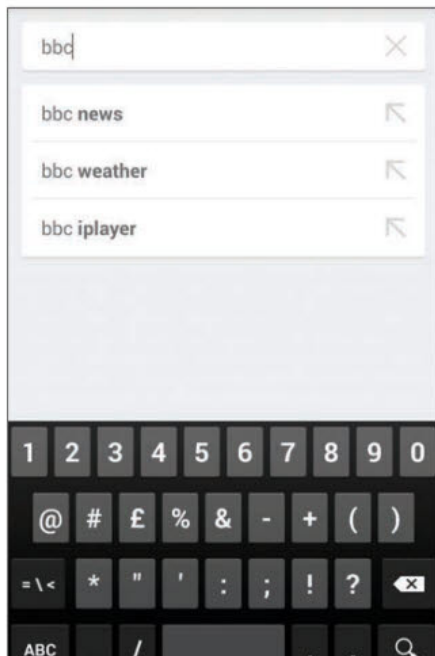 bbc
bbc news
bbc weather
bbc iplayer
1 2 3 4 5 6 7 8 9 0
@ # £ % & - + ( )
= \ < * " ' : ; ! ?
ABC /